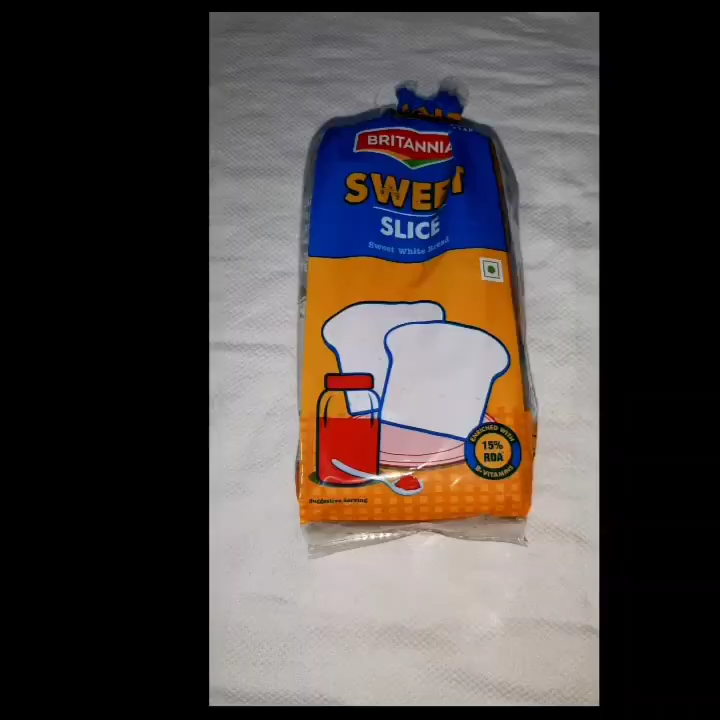 BRITANNIA
SWEET
SLICE
Sweet White Bread
ENRICHED WITH
15%
RDA
B-VITAMINS
Suggestive Serving